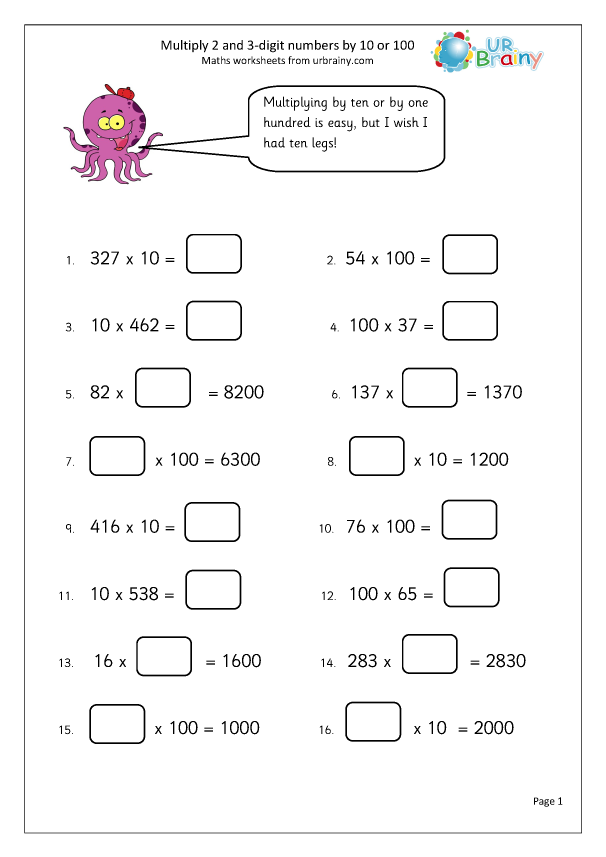 Multiply 2 and 3-digit numbers by 10 or 100
Maths worksheets from urbrainy.com
UR
Brainy
Multiplying by ten or by one
hundred is easy, but I wish I
had ten legs!
1. 327 x 10 =
2. 54 x 100 =
3. 10 x 462 =
4. 100 x 37 =
5. 82 x = 8200
6. 137 x = 1370
7. x 100 = 6300
8. x 10 = 1200
9. 416 x 10 =
10. 76 x 100 =
11. 10 x 538 =
12. 100 x 65 =
13. 16 x = 1600
14. 283 x = 2830
15. x 100 = 1000
16. x 10 = 2000
Page 1